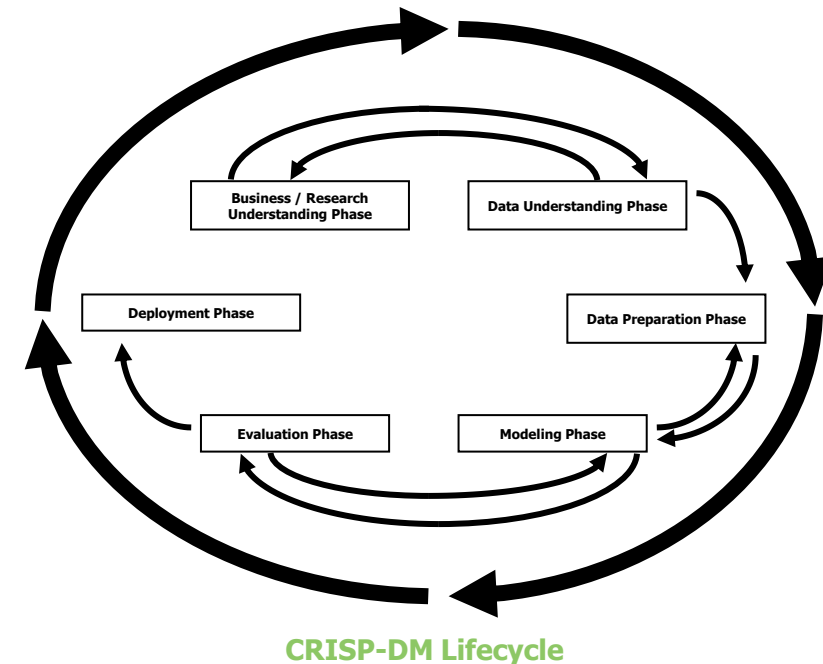 Business / Research
Understanding Phase
Data Understanding Phase
Deployment Phase
Data Preparation Phase
Evaluation Phase
Modeling Phase
CRISP-DM Lifecycle